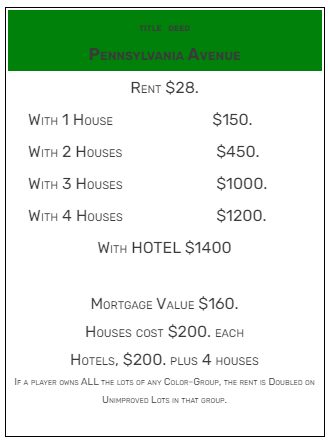 TITLE DEED
PENNSYLVANIA AVENUE
RENT $28.
WITH 1 HOUSE $150.
WITH 2 HOUSES $450.
WITH 3 HOUSES $1000.
WITH 4 HOUSES $1200.
WITH HOTEL $1400
MORTGAGE VALUE $160.
HOUSES COST $200. EACH
HOTELS, $200. PLUS 4 HOUSES
IF A PLAYER OWNS ALL THE LOTS OF ANY COLOR-GROUP, THE RENT IS DOUBLED ON
UNIMPROVED LOTS IN THAT GROUP.